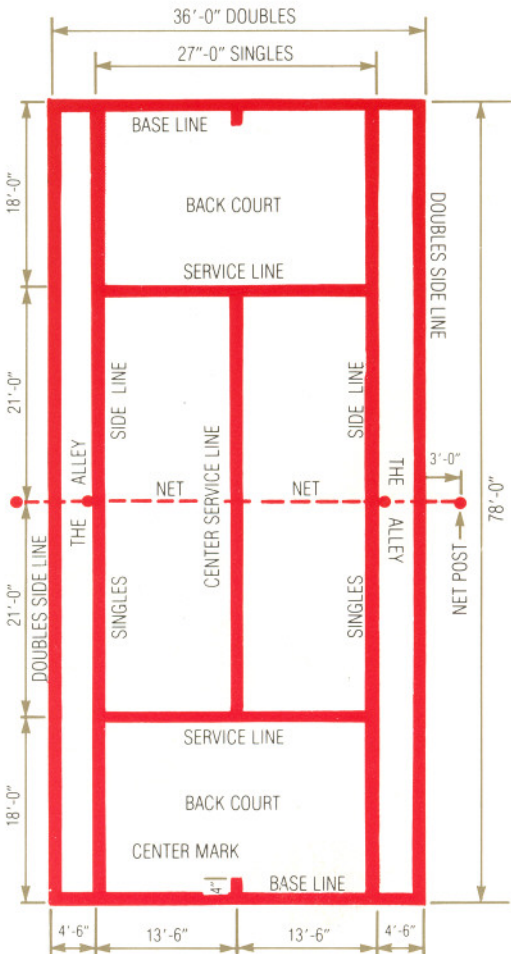 36'-0" DOUBLES
27"-0" SINGLES
BASE LINE
18'-0"
BACK COURT
DOUBLES SIDE LINE
SERVICE LINE
21'-0"
SIDE LINE
SIDE LINE
CENTER SERVICE LINE
THE ALLEY
NET
NET
THE ALLEY
3'-0"
78'-0"
NET POST
21'-0"
DOUBLES SIDE LINE
SINGLES
SINGLES
SERVICE LINE
18'-0"
BACK COURT
CENTER MARK
4"
BASE LINE
4'-6"
13'-6"
13'-6"
4'-6"